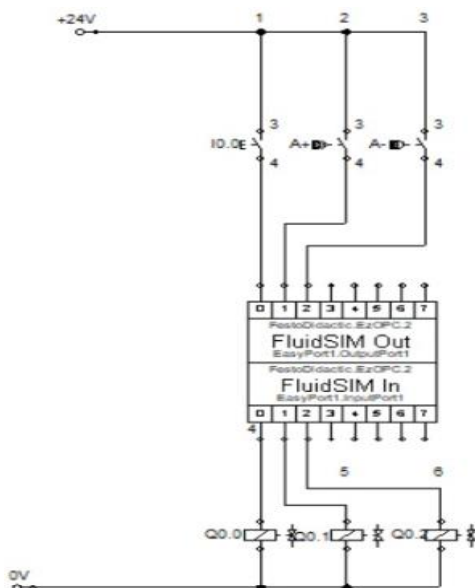 1 2 3
+24V
3 3 3
I0.0 A+ A-
4 4 4
0 1 2 3 4 5 6 7
FestoDidactic.EzOPC.2
FluidSIM Out
EasyPort1.OutputPort1
FestoDidactic.EzOPC.2
FluidSIM In
EasyPort1.InputPort1
0 1 2 3 4 5 6 7
4
5 6
Q0.0 Q0.1 Q0.2
0V